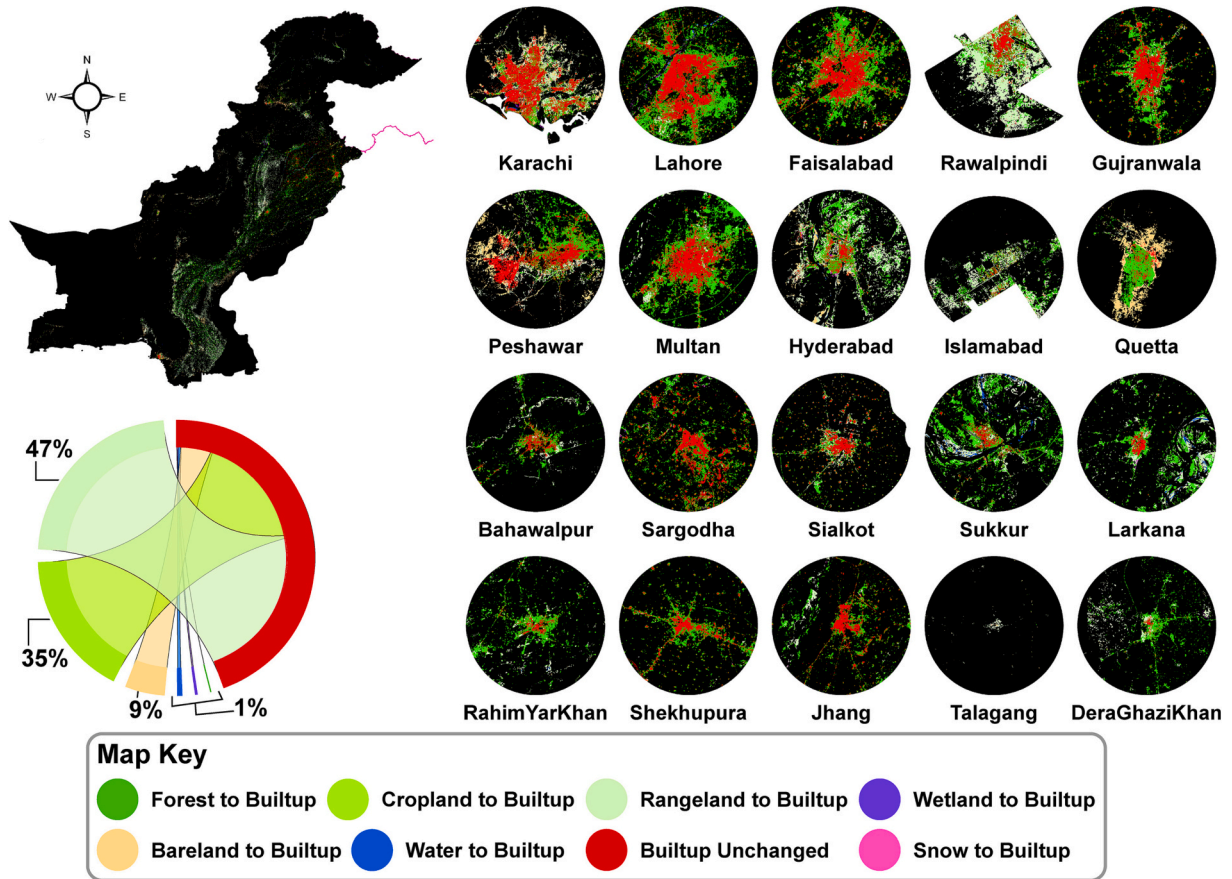 N
W E
S
Karachi Lahore Faisalabad Rawalpindi Gujranwala
Peshawar Multan Hyderabad Islamabad Quetta
47%
Bahawalpur Sargodha Sialkot Sukkur Larkana
35%
9% 1%
RahimYarKhan Shekhupura Jhang Talagang DeraGhaziKhan
Map Key
Forest to Builtup Cropland to Builtup Rangeland to Builtup Wetland to Builtup
Bareland to Builtup Water to Builtup Builtup Unchanged Snow to Builtup